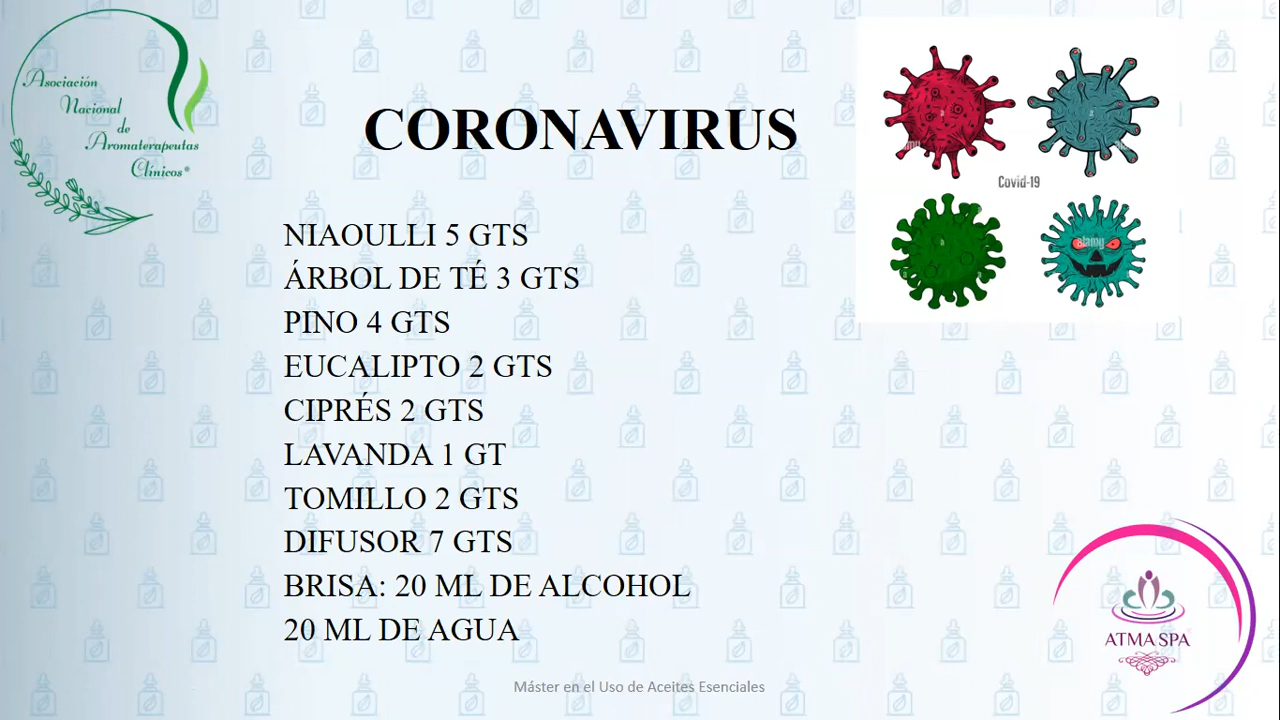 Asociación
Nacional
de
Aromaterapeutas
Clínicos®
CORONAVIRUS
Covid-19
alamy
NIAOULLI 5 GTS
ÁRBOL DE TÉ 3 GTS
PINO 4 GTS
EUCALIPTO 2 GTS
CIPRÉS 2 GTS
LAVANDA 1 GT
TOMILLO 2 GTS
DIFUSOR 7 GTS
BRISA: 20 ML DE ALCOHOL
20 ML DE AGUA
ATMA SPA
Máster en el Uso de Aceites Esenciales